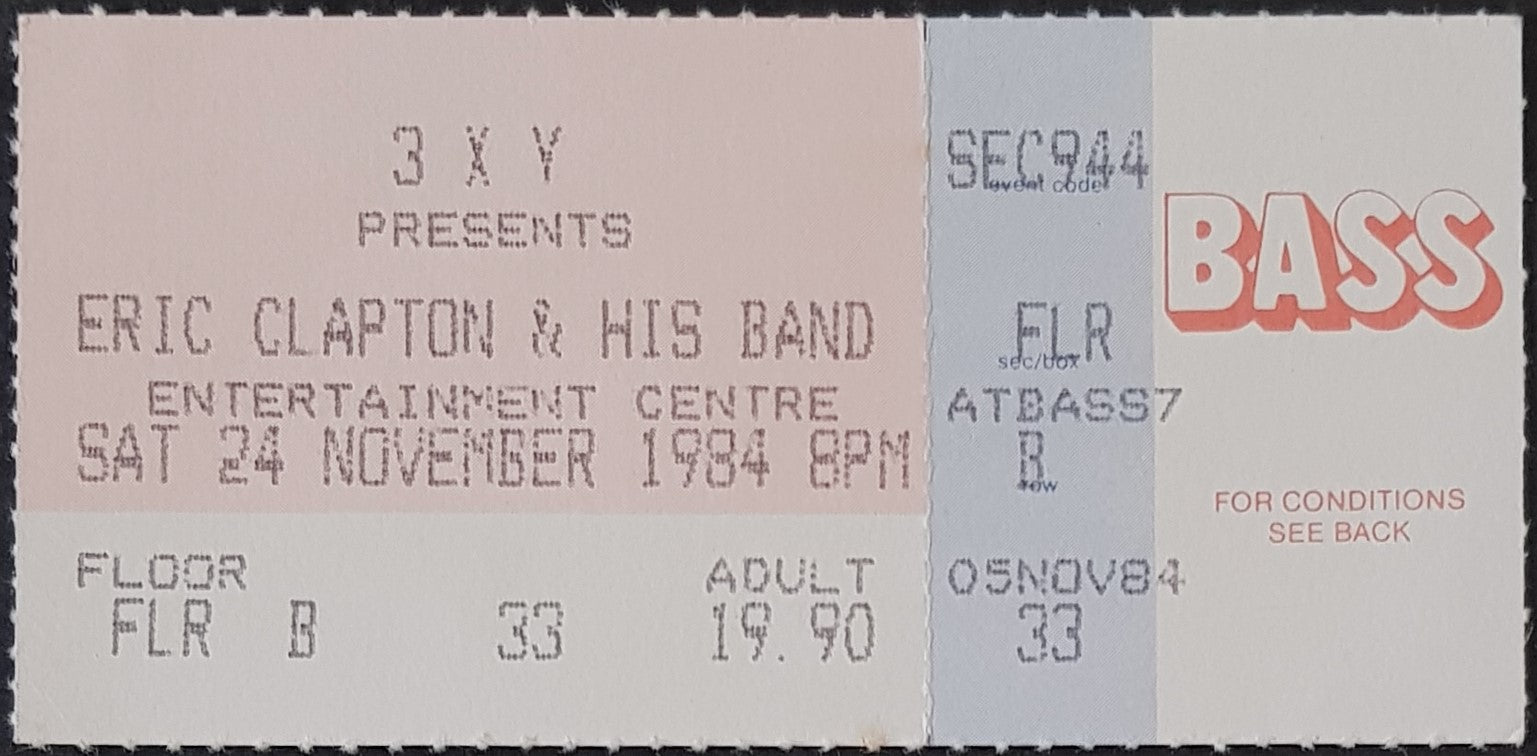 3 X Y
PRESENTS
ERIC CLAPTON & HIS BAND
ENTERTAINMENT CENTRE
SAT 24 NOVEMBER 1984 8PM
FLOOR ADULT
FLR B 33 19.90
SEC944
event code
FLR
sec/box
ATBASS7
B
row
05NOV84
33
BASS
FOR CONDITIONS
SEE BACK